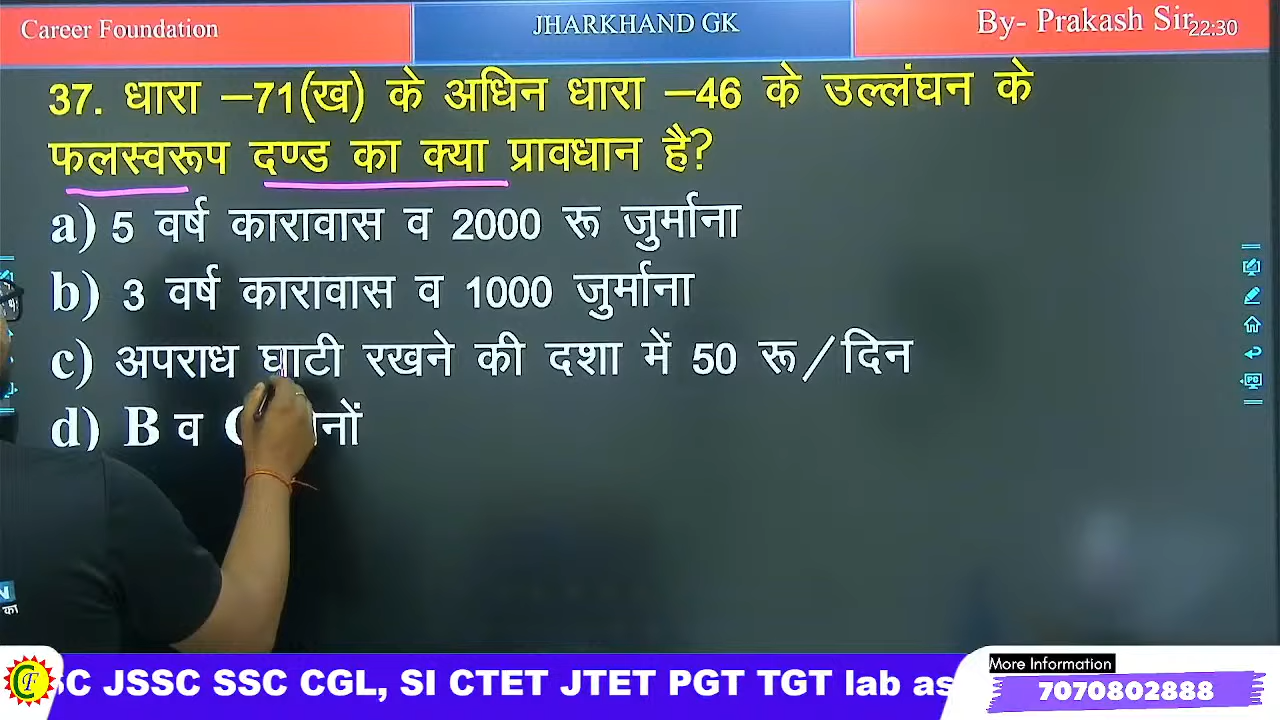 Career Foundation
JHARKHAND GK
By- Prakash Sir
22:30
37. धारा –71(ख) के अधिन धारा –46 के उल्लंघन के
फलस्वरूप दण्ड का क्या प्रावधान है?
a) 5 वर्ष कारावास व 2000 रू जुर्माना
b) 3 वर्ष कारावास व 1000 जुर्माना
c) अपराध घाटी रखने की दशा में 50 रू/दिन
d) B व
का
JSSC SSC CGL, SI CTET JTET PGT TGT lab
More Information
7070802888